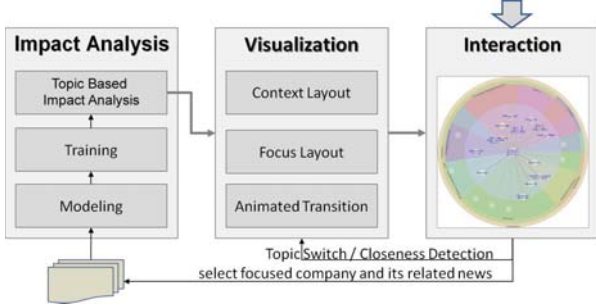 Impact Analysis
Topic Based
Impact Analysis
Training
Modeling
Visualization
Context Layout
Focus Layout
Animated Transition
Interaction
Topic Switch / Closeness Detection
select focused company and its related news